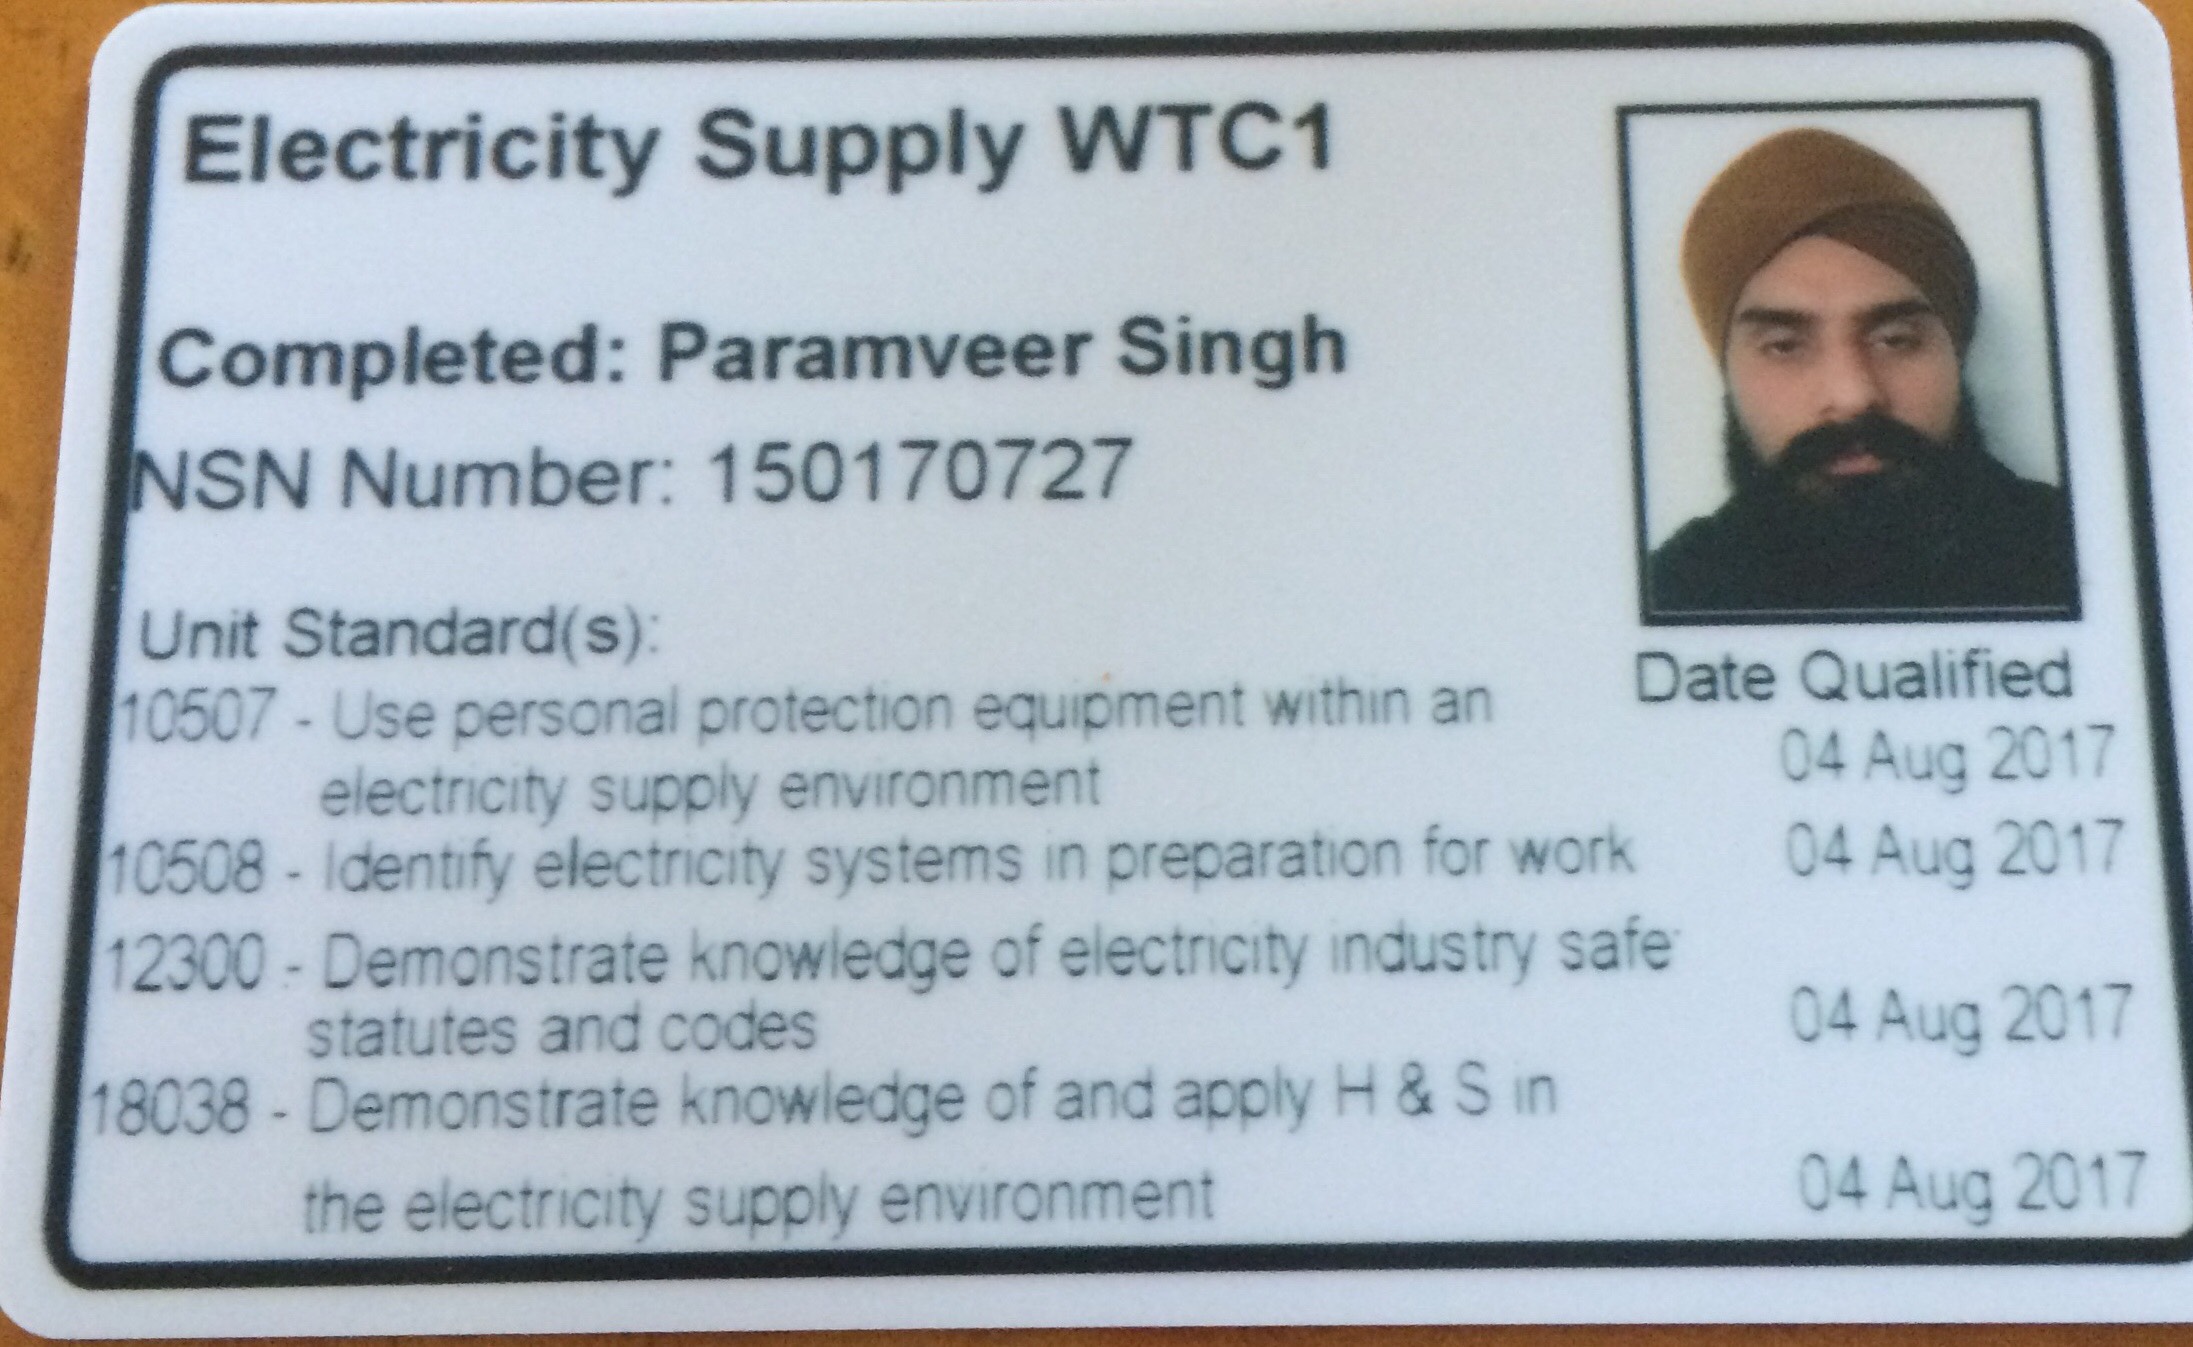 Electricity Supply WTC1
Completed: Paramveer Singh
NSN Number: 150170727
Unit Standard(s):
Date Qualified
10507 - Use personal protection equipment within an
electricity supply environment
04 Aug 2017
10508 - Identify electricity systems in preparation for work
04 Aug 2017
12300 - Demonstrate knowledge of electricity industry safe
statutes and codes
04 Aug 2017
18038 - Demonstrate knowledge of and apply H & S in
the electricity supply environment
04 Aug 2017